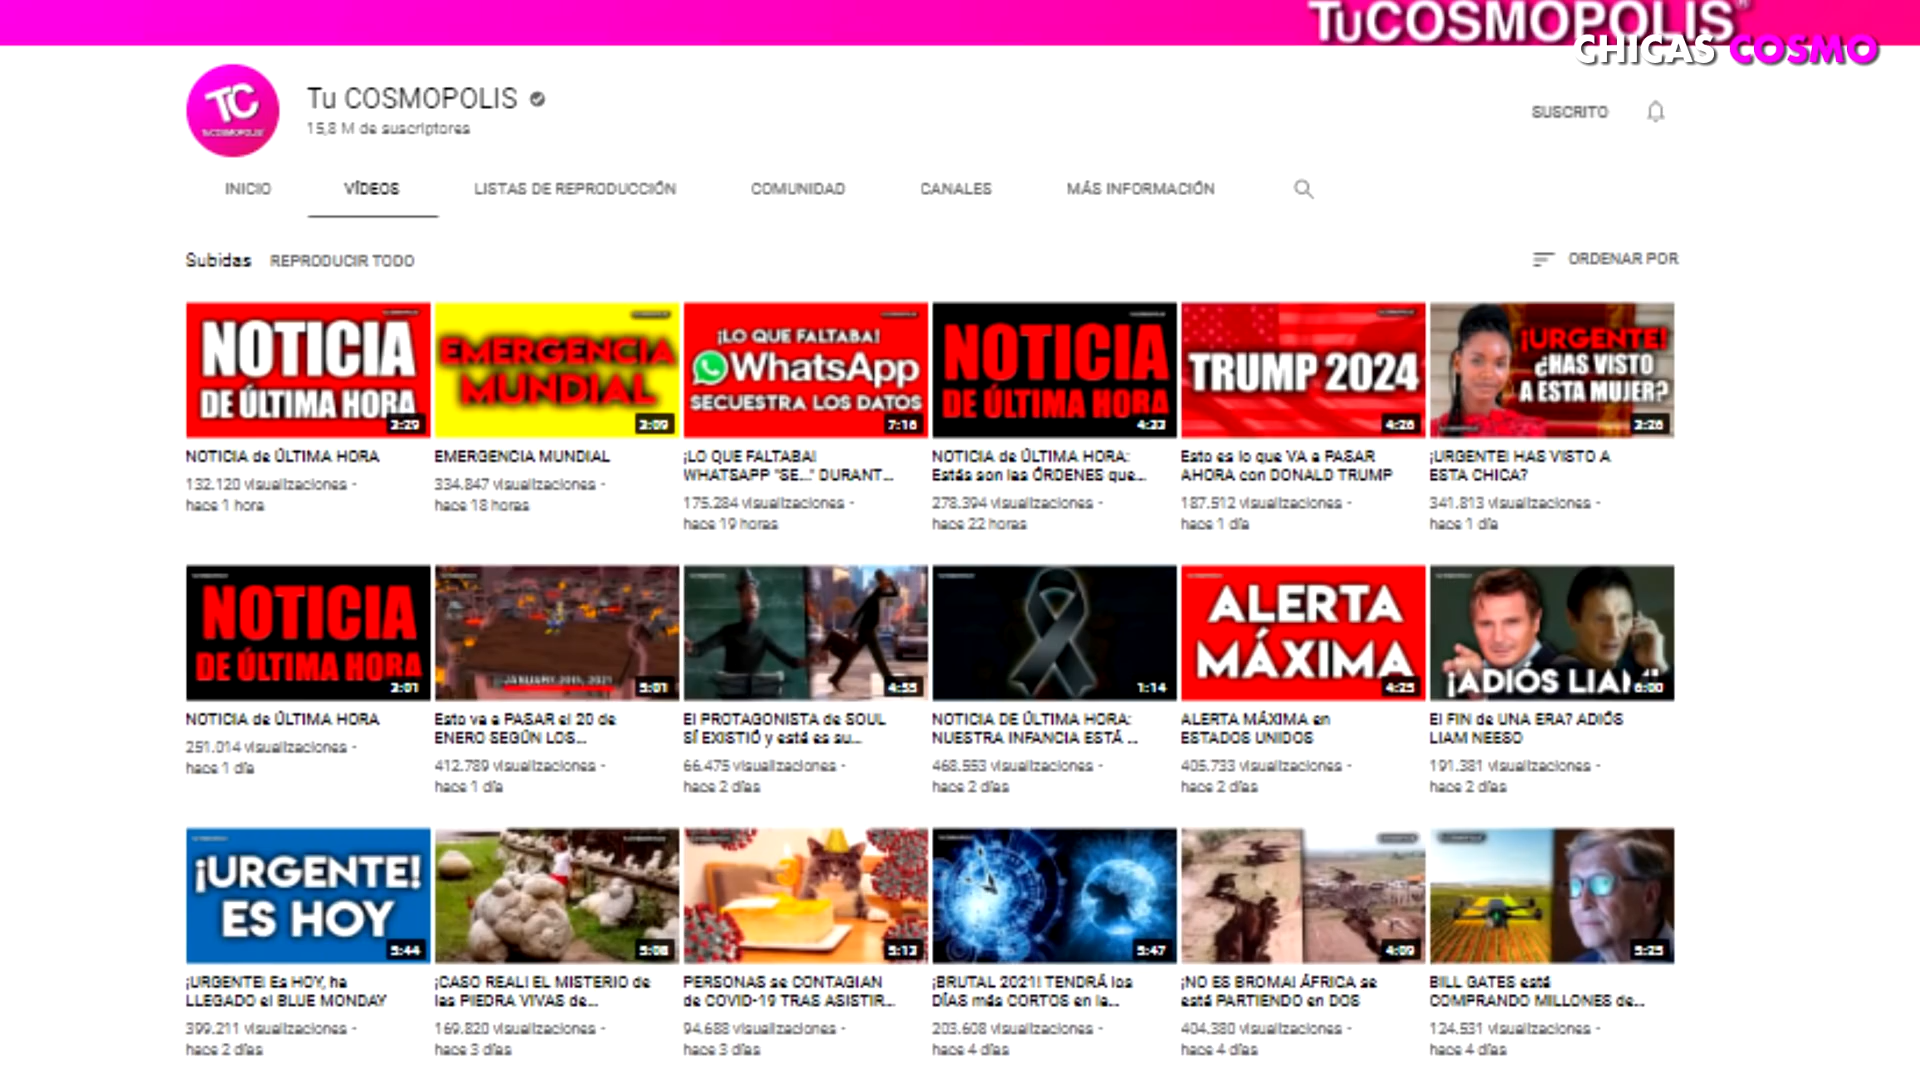 TUCOSMOPOLIS
CHICAS COSMO
TC
Tu COSMOPOLIS
15,8 M de suscriptores
SUSCRITO
INICIO
VÍDEOS
LISTAS DE REPRODUCCIÓN
COMUNIDAD
CANALES
MÁS INFORMACIÓN
Subidas
REPRODUCIR TODO
ORDENAR POR
NOTICIA
DE ÚLTIMA HORA
EMERGENCIA
MUNDIAL
3:09
¡LO QUE FALTABA!
WhatsApp
SECUESTRA LOS DATOS
7:16
NOTICIA
DE ÚLTIMA HORA
TRUMP 2024
4:26
¡URGENTE!
¿HAS VISTO
A ESTA MUJER?
NOTICIA de ÚLTIMA HORA
132.120 visualizaciones -
hace 1 hora
EMERGENCIA MUNDIAL
334.847 visualizaciones -
hace 18 horas
¡LO QUE FALTABA!
WHATSAPP "SE..." DURANT...
175.284 visualizaciones -
hace 19 horas
NOTICIA de ÚLTIMA HORA:
Estás son las ÓRDENES que...
278.394 visualizaciones -
hace 22 horas
Esto es lo que VA a PASAR
AHORA con DONALD TRUMP
187.512 visualizaciones -
hace 1 día
¡URGENTE! HAS VISTO A
ESTA CHICA?
341.813 visualizaciones -
hace 1 día
NOTICIA
DE ÚLTIMA HORA
JANUARY 20TH, 2021
5:01
4:55
1:14
ALERTA
MÁXIMA
4:25
¡ADIÓS LIAM
6:00
NOTICIA de ÚLTIMA HORA
251.014 visualizaciones -
hace 1 día
Esto va a PASAR el 20 de
ENERO SEGÚN LOS...
412.789 visualizaciones -
hace 1 día
El PROTAGONISTA de SOUL
SÍ EXISTIÓ y está es su...
66.475 visualizaciones -
hace 2 días
NOTICIA DE ÚLTIMA HORA:
NUESTRA INFANCIA ESTÁ ...
468.553 visualizaciones -
hace 2 días
ALERTA MÁXIMA en
ESTADOS UNIDOS
405.733 visualizaciones -
hace 2 días
El FIN de UNA ERA? ADIÓS
LIAM NEESO
191.381 visualizaciones -
hace 2 días
¡URGENTE!
ES HOY
5:44
5:08
5:13
5:47
4:09
5:25
¡URGENTE! Es HOY, ha
LLEGADO el BLUE MONDAY
399.211 visualizaciones -
hace 2 días
¡CASO REAL! EL MISTERIO de
las PIEDRA VIVAS de...
169.820 visualizaciones -
hace 3 días
PERSONAS se CONTAGIAN
de COVID-19 TRAS ASISTIR...
94.688 visualizaciones -
hace 3 días
¡BRUTAL 2021! TENDRÁ los
DÍAS más CORTOS en la...
203.608 visualizaciones -
hace 4 días
¡NO ES BROMA! ÁFRICA se
está PARTIENDO en DOS
404.380 visualizaciones -
hace 4 días
BILL GATES está
COMPRANDO MILLONES de...
124.531 visualizaciones -
hace 4 días